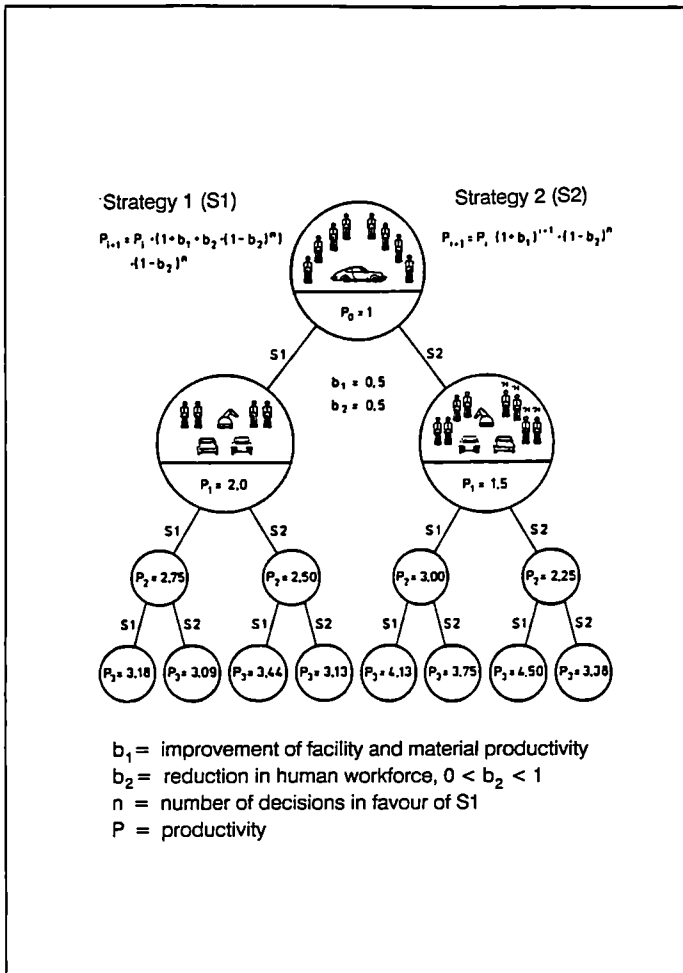 Strategy 1 (S1)
P_{i+1} = P_i · (1+b_1 + b_2 · (1-b_2)^n)
· (1-b_2)^n
Strategy 2 (S2)
P_{i+1} = P_i (1+b_1)^{i+1} · (1-b_2)^n
P_0 = 1
S1
S2
b_1 = 0,5
b_2 = 0,5
P_1 = 2,0
P_1 = 1,5
S1
S2
S1
S2
P_2 = 2,75
P_2 = 2,50
P_2 = 3,00
P_2 = 2,25
S1
S2
S1
S2
S1
S2
S1
S2
P_3 = 3,18
P_3 = 3,09
P_3 = 3,44
P_3 = 3,13
P_3 = 4,13
P_3 = 3,75
P_3 = 4,50
P_3 = 3,38
b_1 = improvement of facility and material productivity
b_2 = reduction in human workforce, 0 < b_2 < 1
n = number of decisions in favour of S1
P = productivity